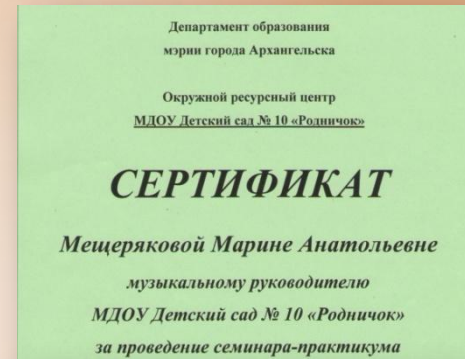 Департамент образования
мэрии города Архангельска
Окружной ресурсный центр
МДОУ Детский сад № 10 «Родничок»
СЕРТИФИКАТ
Мещеряковой Марине Анатольевне
музыкальному руководителю
МДОУ Детский сад № 10 «Родничок»
за проведение семинара-практикума